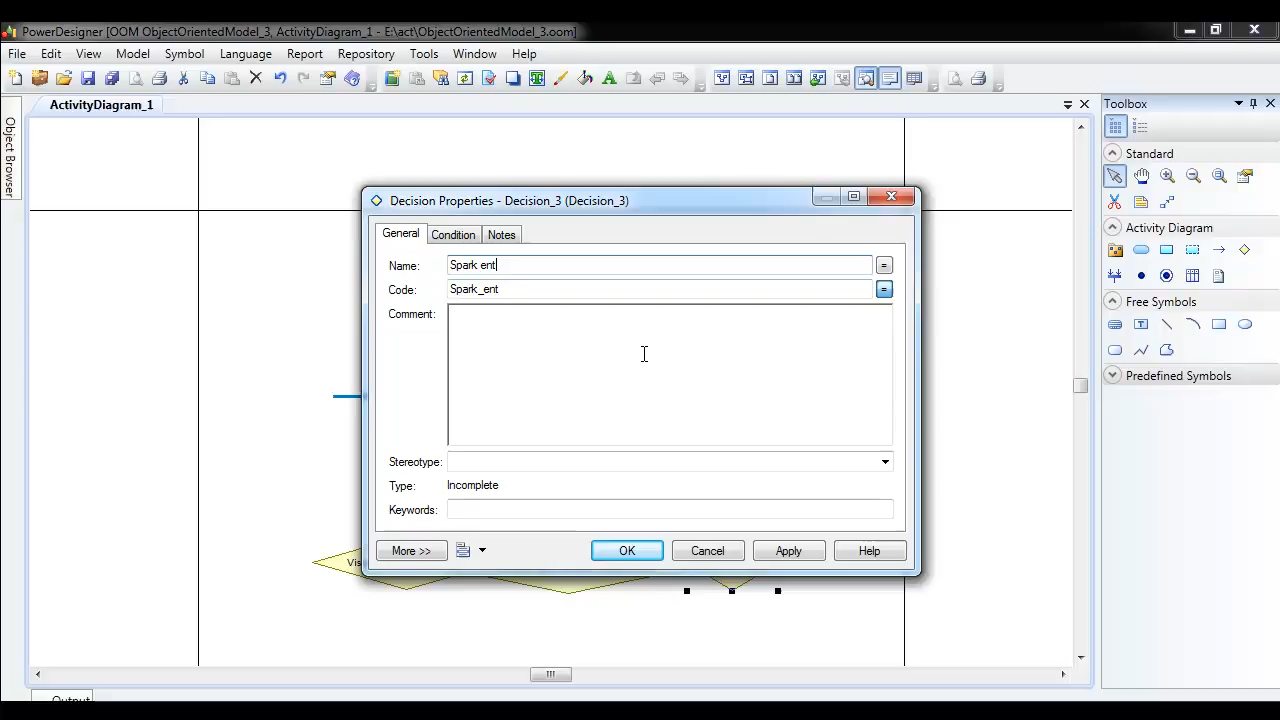 PowerDesigner [OOM ObjectOrientedModel_3, ActivityDiagram_1 - E:\act\ObjectOrientedModel_3.oom]
File Edit View Model Symbol Language Report Repository Tools Window Help
ActivityDiagram_1
Toolbox
Object Browser
Standard
Activity Diagram
Free Symbols
Predefined Symbols
Decision Properties - Decision_3 (Decision_3)
General Condition Notes
Name: Spark ent =
Code: Spark_ent =
Comment:
Stereotype:
Type: Incomplete
Keywords:
More >> OK Cancel Apply Help
Vis
Output